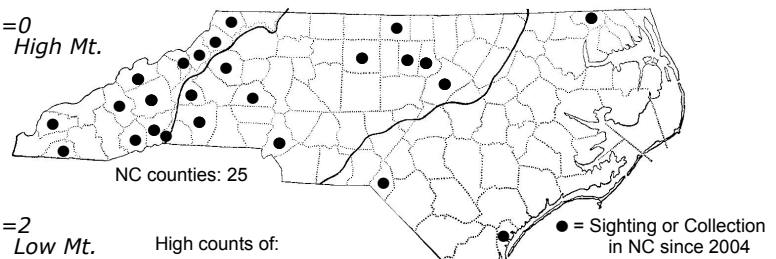 =0
High Mt.
NC counties: 25
=2
Low Mt.
High counts of:
● = Sighting or Collection
in NC since 2004